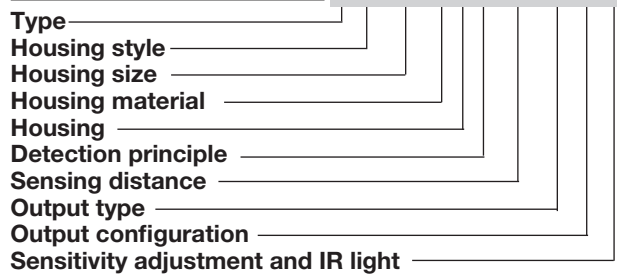 Type
Housing style
Housing size
Housing material
Housing
Detection principle
Sensing distance
Output type
Output configuration
Sensitivity adjustment and IR light